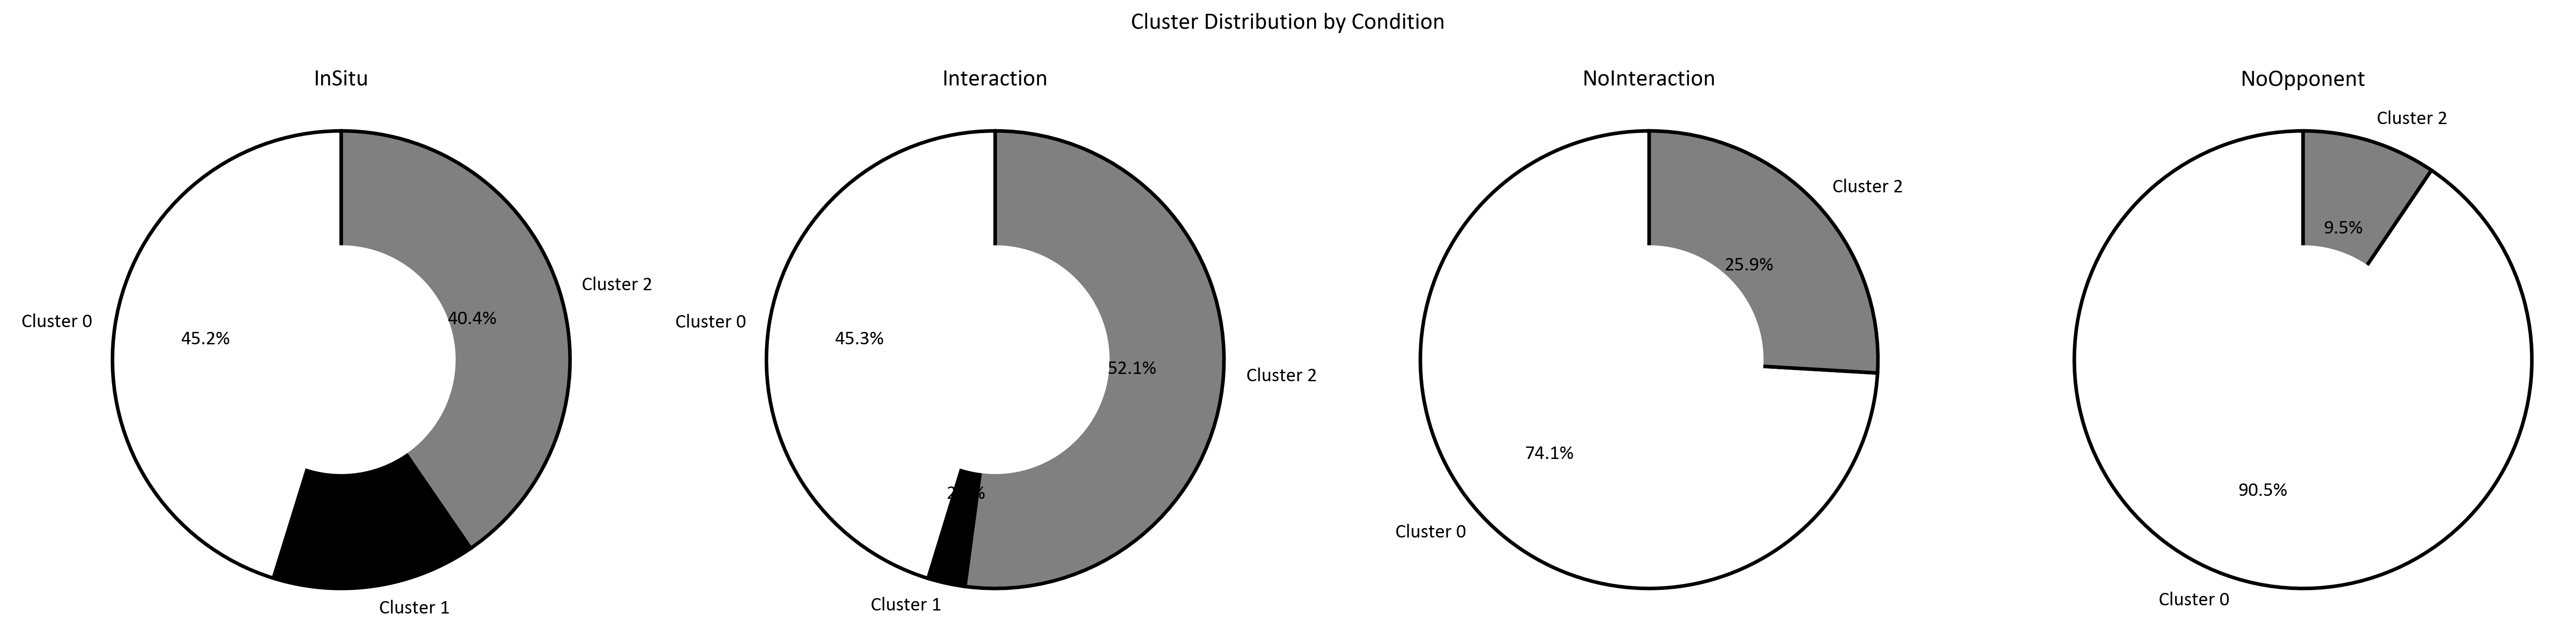 Cluster Distribution by Condition
InSitu
Cluster 0
45.2%
40.4%
Cluster 2
Cluster 1
Interaction
Cluster 0
45.3%
52.1%
Cluster 2
Cluster 1
NoInteraction
Cluster 2
25.9%
74.1%
Cluster 0
NoOpponent
Cluster 2
9.5%
90.5%
Cluster 0